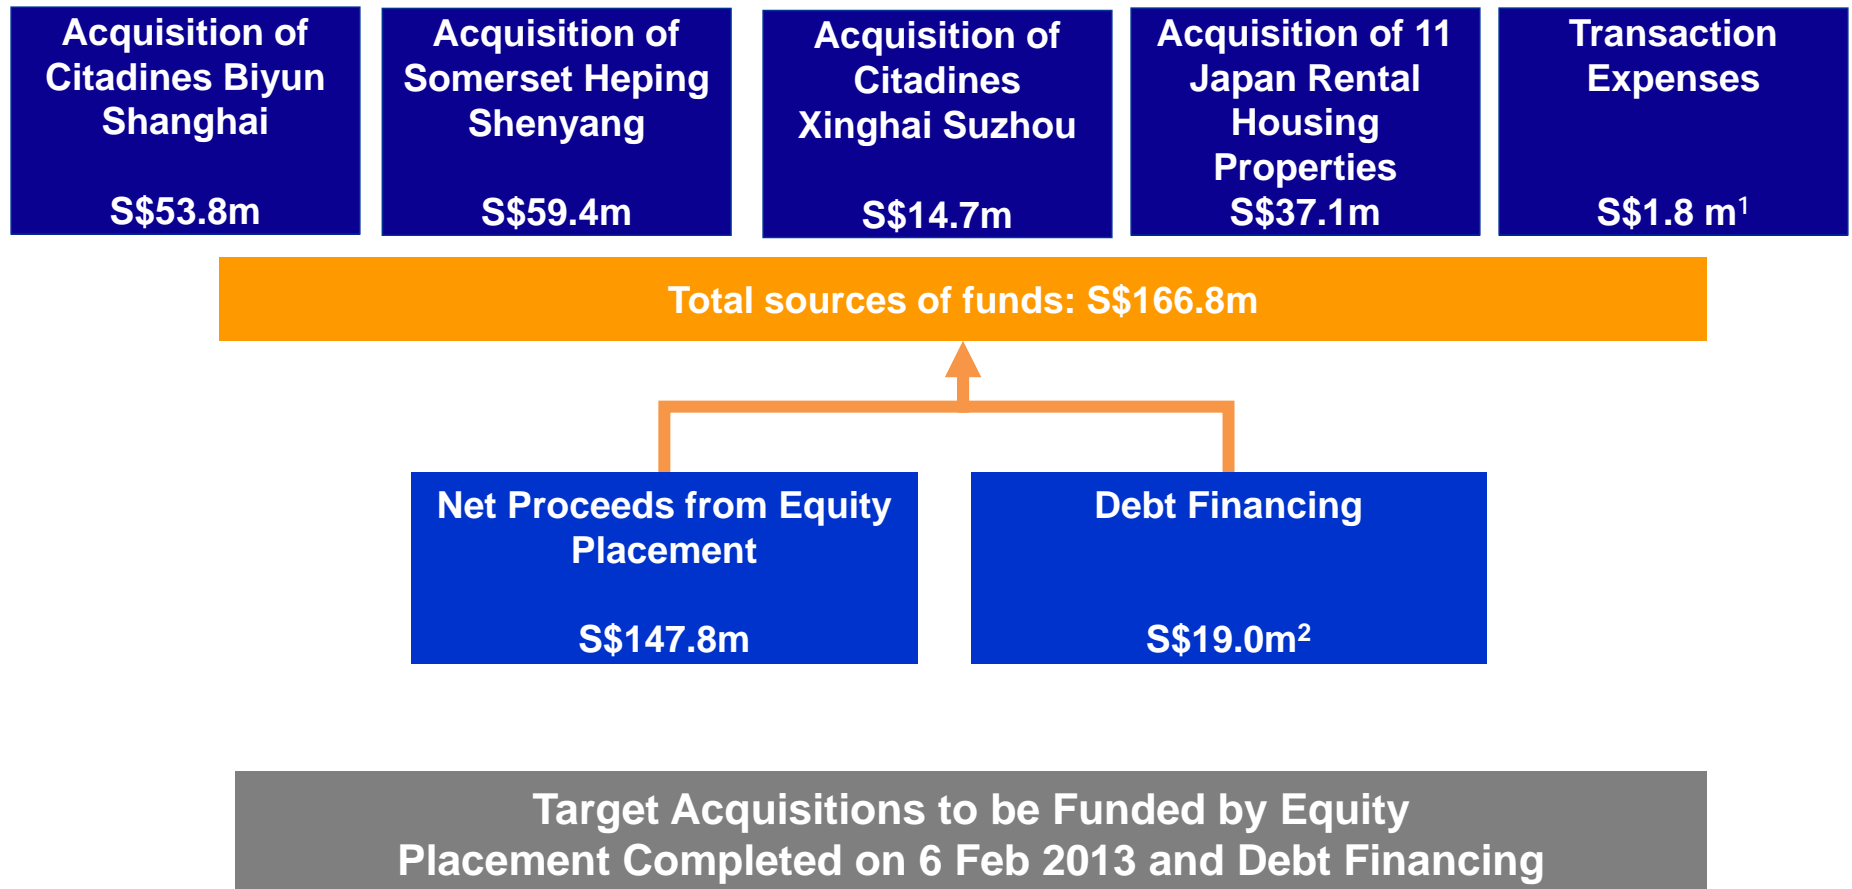 Acquisition of
Citadines Biyun
Shanghai
S$53.8m
Acquisition of
Somerset Heping
Shenyang
S$59.4m
Acquisition of
Citadines
Xinghai Suzhou
S$14.7m
Acquisition of 11
Japan Rental
Housing
Properties
S$37.1m
Transaction
Expenses
S$1.8 m¹
Total sources of funds: S$166.8m
Net Proceeds from Equity
Placement
S$147.8m
Debt Financing
S$19.0m²
Target Acquisitions to be Funded by Equity
Placement Completed on 6 Feb 2013 and Debt Financing